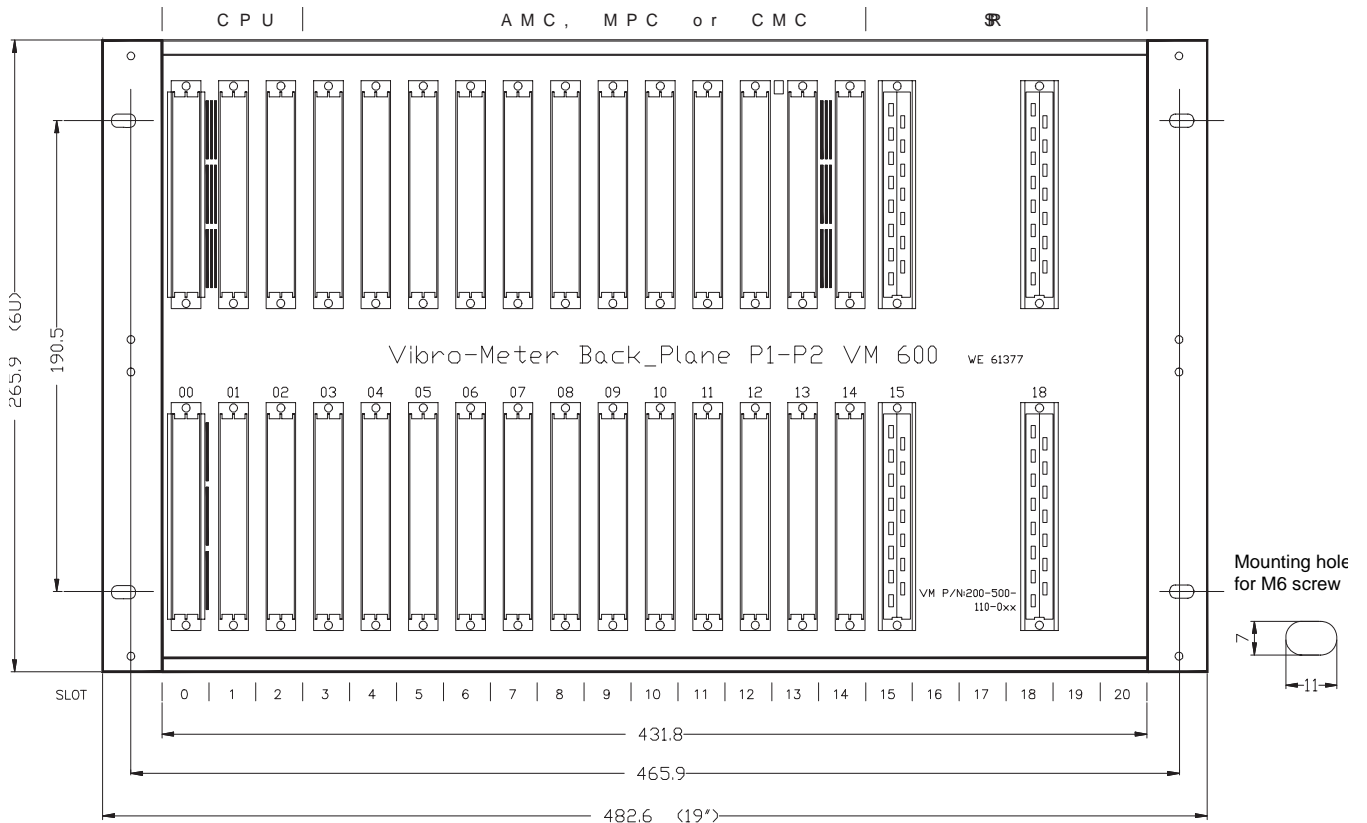 CPU AMC, MPC or CMC
265.9 (6U)
190.5
Vibro-Meter Back_Plane P1-P2 VM 600 WE 61377
00 01 02 03 04 05 06 07 08 09 10 11 12 13 14 15 18
VM P/N:200-500-
110-0xx
Mounting hole
for M6 screw
7
11
SLOT 0 1 2 3 4 5 6 7 8 9 10 11 12 13 14 15 16 17 18 19 20
431.8
465.9
482.6 (19")